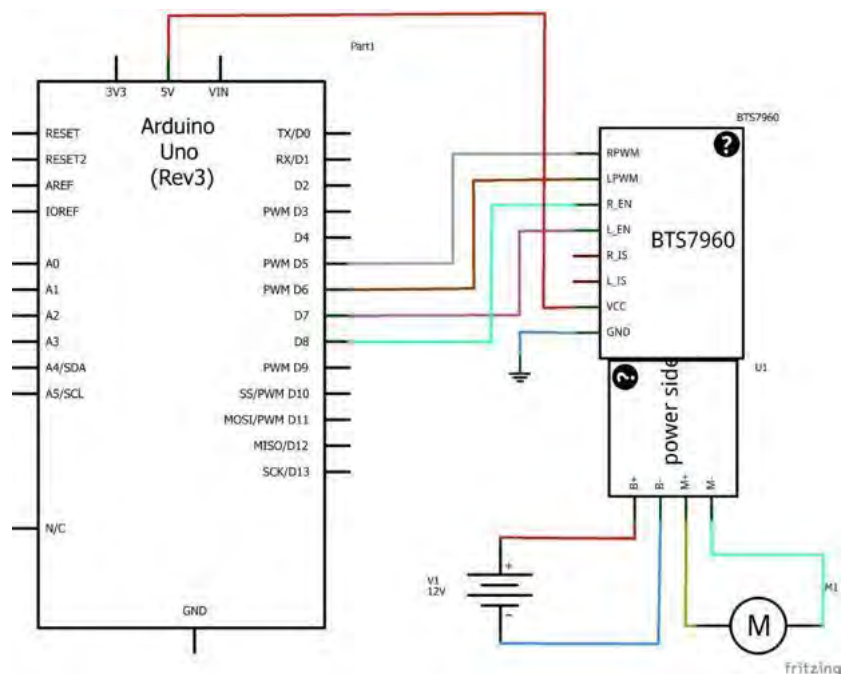 Part1
3V3
5V
VIN
Arduino
Uno
(Rev3)
RESET
RESET2
AREF
IOREF
A0
A1
A2
A3
A4/SDA
A5/SCL
N/C
TX/D0
RX/D1
D2
PWM D3
D4
PWM D5
PWM D6
D7
D8
PWM D9
SS/PWM D10
MOSI/PWM D11
MISO/D12
SCK/D13
GND
BTS7960
?
RPWM
LPWM
R_EN
L_EN
R_IS
L_IS
VCC
GND
BTS7960
U1
?
power side
B+
B-
M+
M-
V1
12V
+
-
M1
M
fritzing